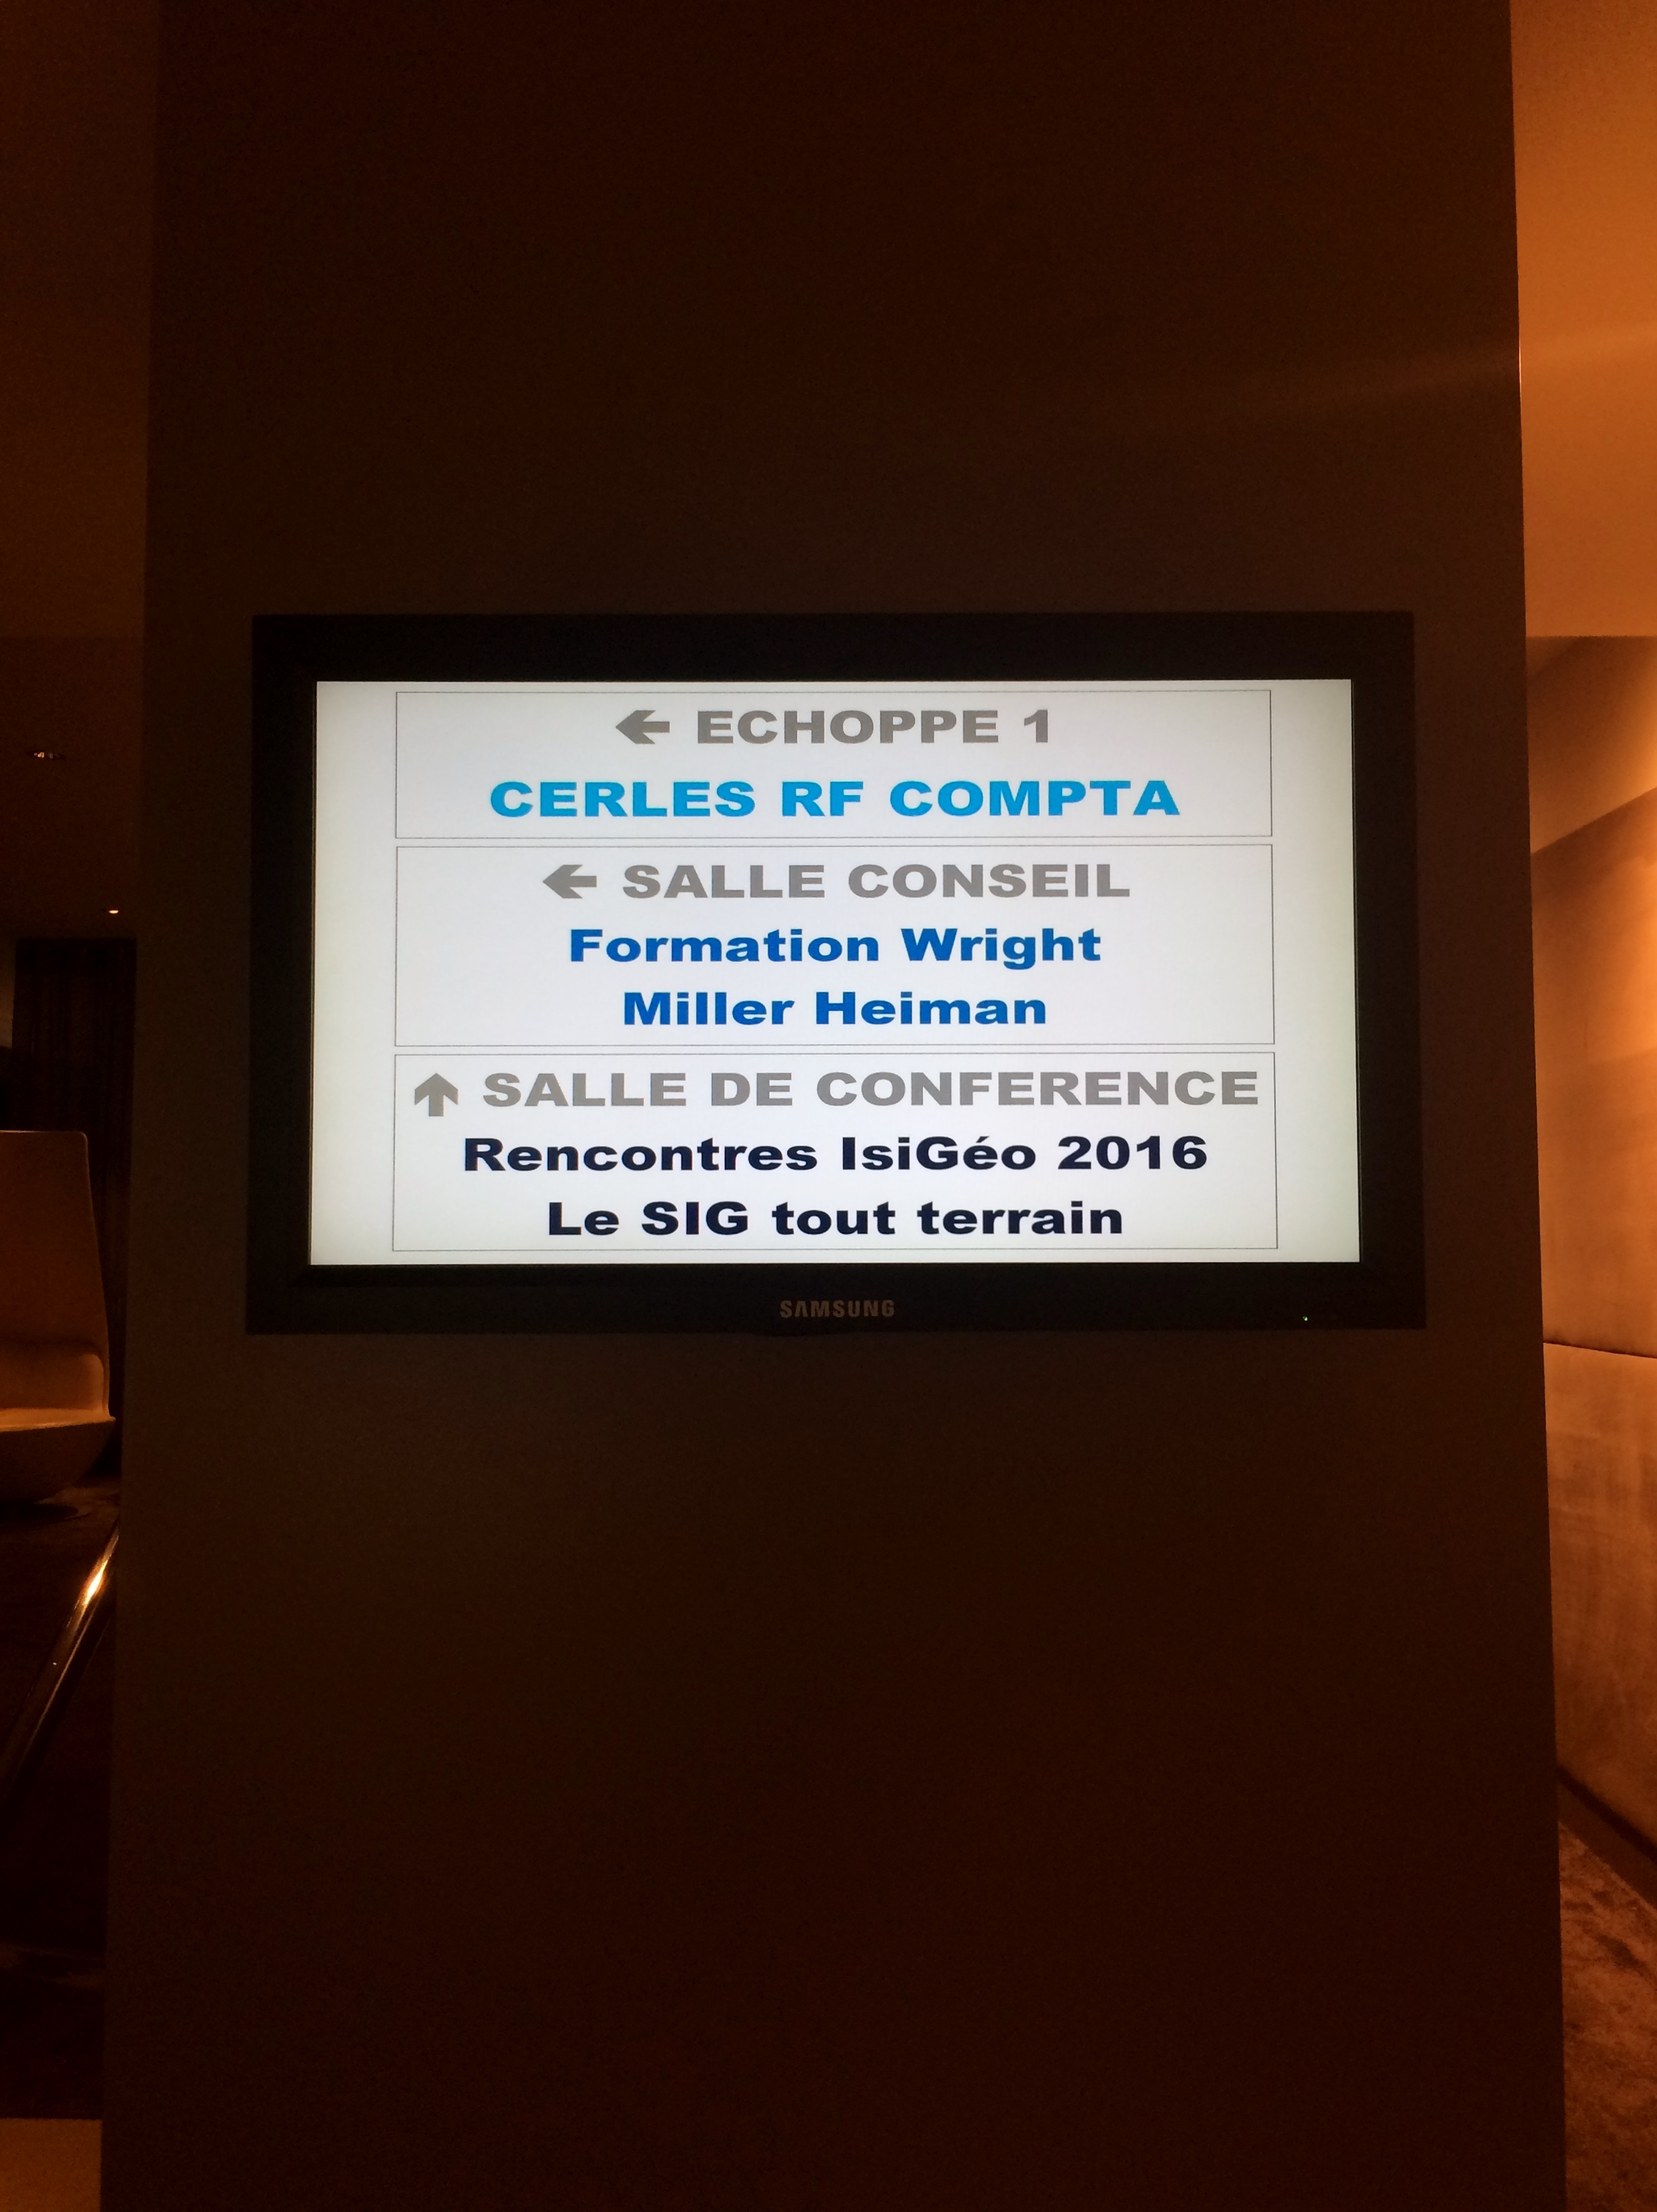 ← ECHOPPE 1
CERLES RF COMPTA
← SALLE CONSEIL
Formation Wright
Miller Heiman
↑ SALLE DE CONFERENCE
Rencontres IsiGéo 2016
Le SIG tout terrain
SAMSUNG